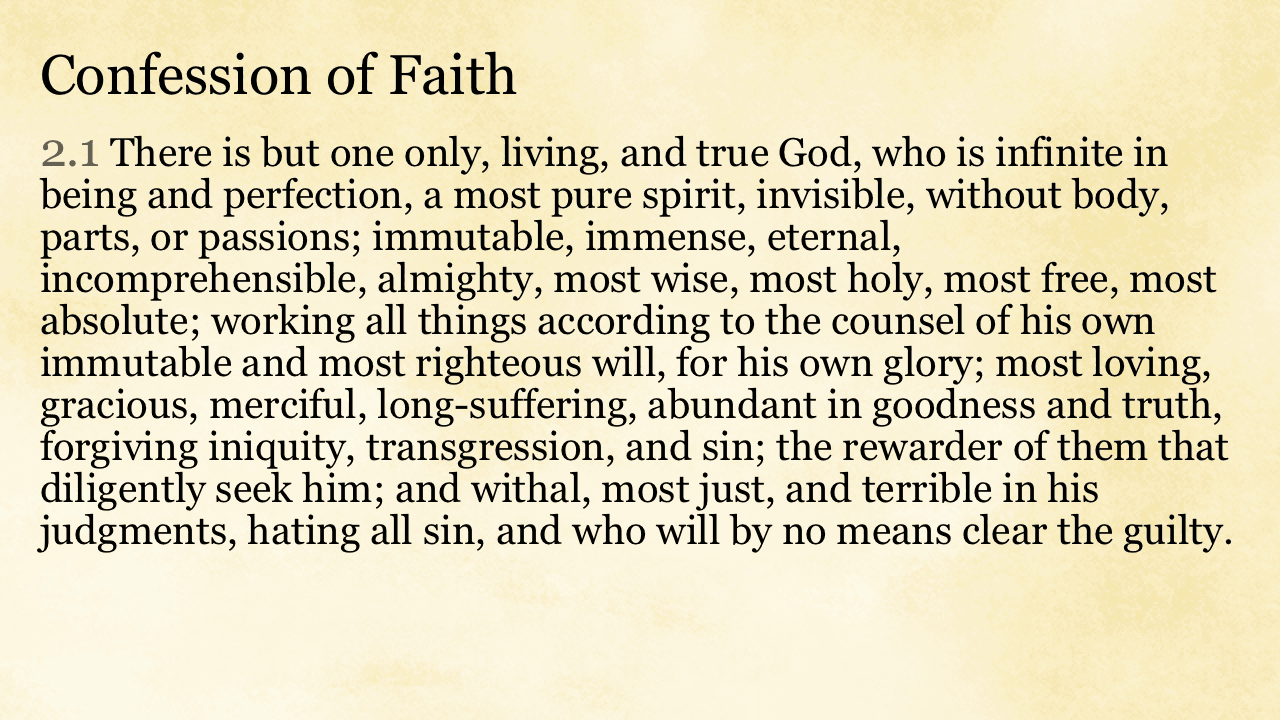 Confession of Faith
2.1 There is but one only, living, and true God, who is infinite in
being and perfection, a most pure spirit, invisible, without body,
parts, or passions; immutable, immense, eternal,
incomprehensible, almighty, most wise, most holy, most free, most
absolute; working all things according to the counsel of his own
immutable and most righteous will, for his own glory; most loving,
gracious, merciful, long-suffering, abundant in goodness and truth,
forgiving iniquity, transgression, and sin; the rewarder of them that
diligently seek him; and withal, most just, and terrible in his
judgments, hating all sin, and who will by no means clear the guilty.